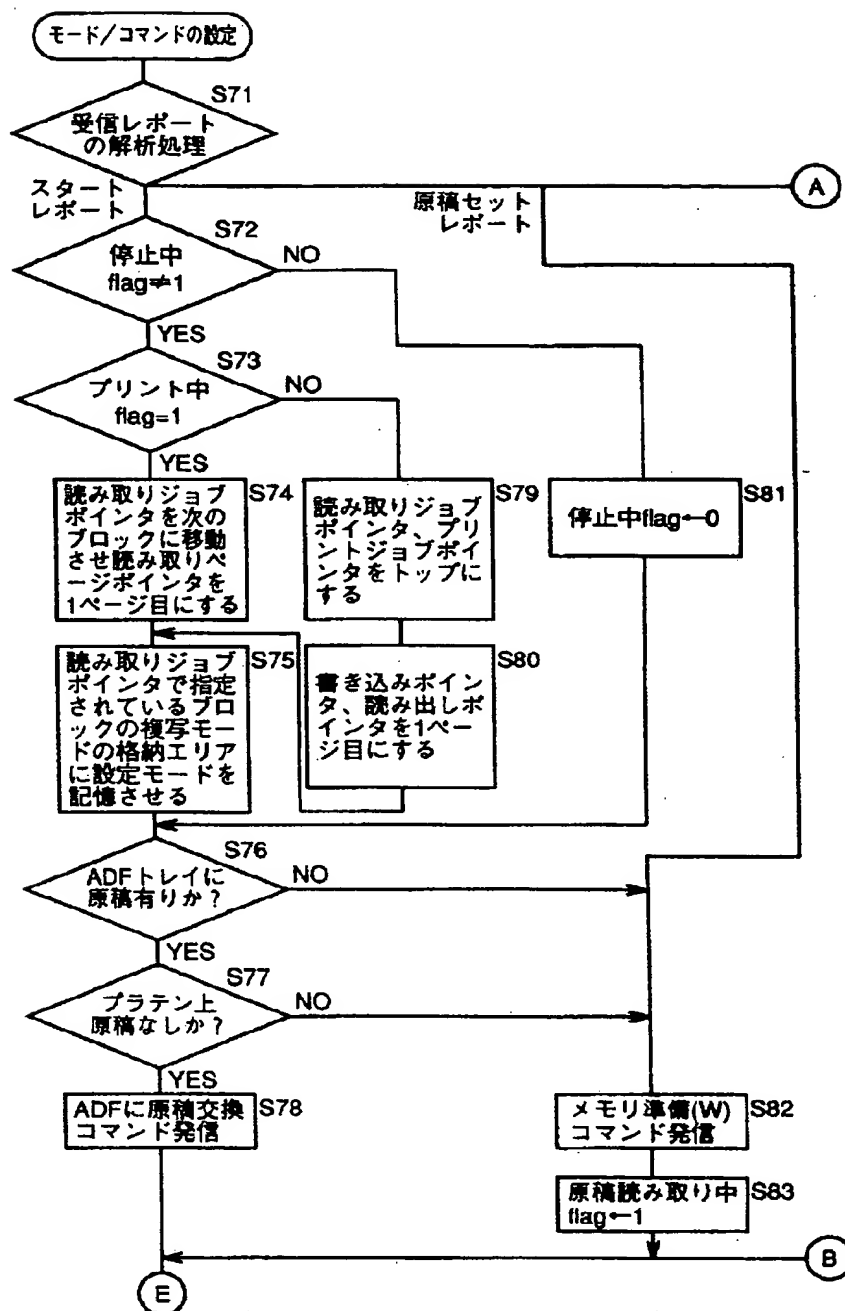 モード/コマンドの設定
S71
受信レポート
の解析処理
スタート
レポート
原稿セット
レポート
A
S72
停止中
flag≠1
NO
YES
S73
プリント中
flag=1
NO
YES
読み取りジョブ
ポインタを次の
ブロックに移動
させ読み取りペ
ージポインタを
1ページ目にする
S74
読み取りジョブ
ポインタ、プリ
ントジョブポイ
ンタをトップに
する
S79
停止中flag←0
S81
読み取りジョブ
ポインタで指定
されているブロ
ックの複写モー
ドの格納エリア
に設定モードを
記憶させる
S75
書き込みポイン
タ、読み出しポ
インタを1ペー
ジ目にする
S80
S76
ADFトレイに
原稿有りか?
NO
YES
S77
プラテン上
原稿なしか?
NO
YES
ADFに原稿交換
コマンド発信
S78
メモリ準備(W)
コマンド発信
S82
原稿読み取り中
flag←1
S83
B
E